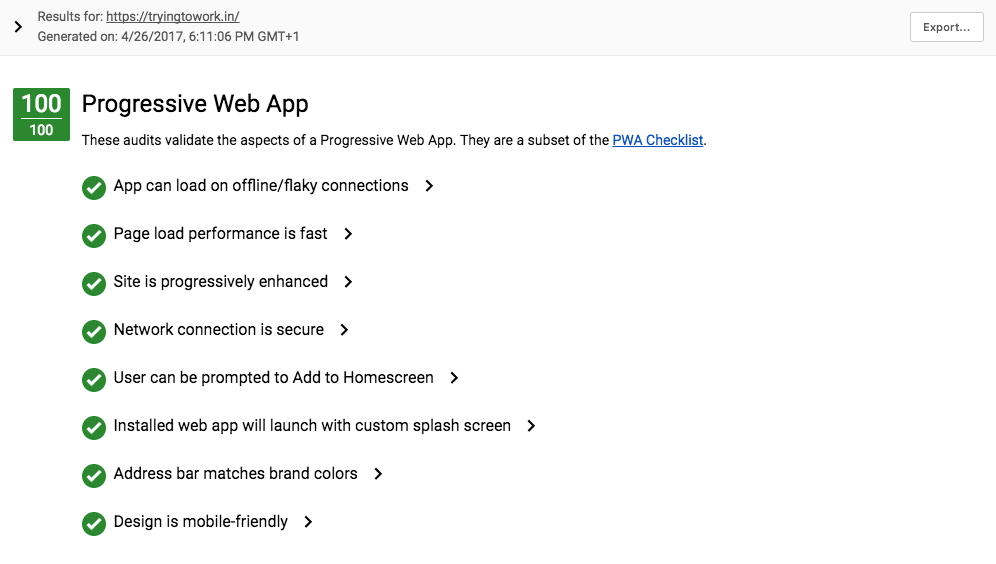 Results for: https://tryingtowork.in/
Generated on: 4/26/2017, 6:11:06 PM GMT+1
Export...
100
100
Progressive Web App
These audits validate the aspects of a Progressive Web App. They are a subset of the PWA Checklist.
App can load on offline/flaky connections
Page load performance is fast
Site is progressively enhanced
Network connection is secure
User can be prompted to Add to Homescreen
Installed web app will launch with custom splash screen
Address bar matches brand colors
Design is mobile-friendly